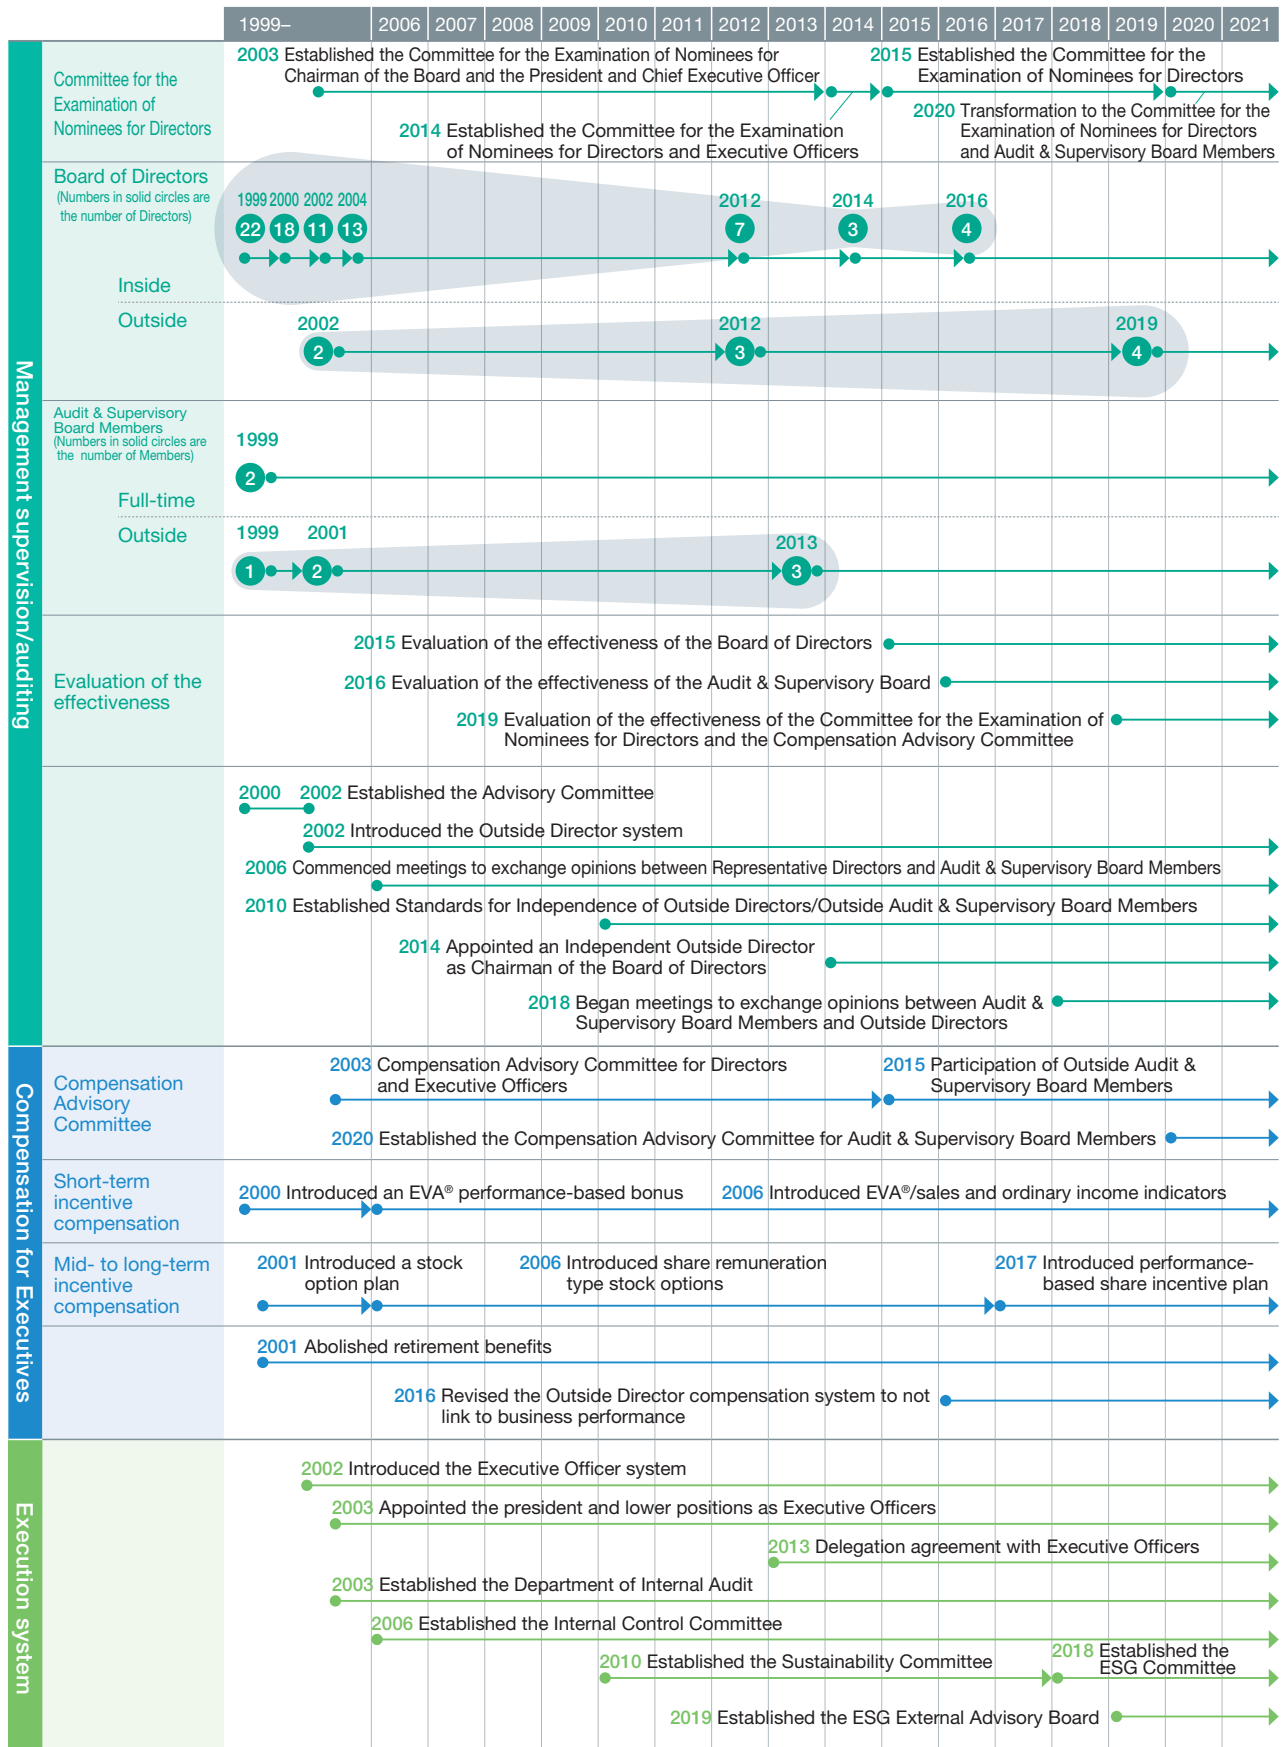 1999– 2006 2007 2008 2009 2010 2011 2012 2013 2014 2015 2016 2017 2018 2019 2020 2021
Management supervision/auditing
Committee for the
Examination of
Nominees for Directors
2003 Established the Committee for the Examination of Nominees for
Chairman of the Board and the President and Chief Executive Officer
2014 Established the Committee for the Examination
of Nominees for Directors and Executive Officers
2015 Established the Committee for the
Examination of Nominees for Directors
2020 Transformation to the Committee for the
Examination of Nominees for Directors
and Audit & Supervisory Board Members
Board of Directors
(Numbers in solid circles are
the number of Directors)
1999 2000 2002 2004 2012 2014 2016
22 18 11 13 7 3 4
Inside
Outside
2002 2012 2019
2 3 4
Audit & Supervisory
Board Members
(Numbers in solid circles are
the number of Members)
1999
2
Full-time
Outside
1999 2001 2013
1 2 3
Evaluation of the
effectiveness
2015 Evaluation of the effectiveness of the Board of Directors
2016 Evaluation of the effectiveness of the Audit & Supervisory Board
2019 Evaluation of the effectiveness of the Committee for the Examination of
Nominees for Directors and the Compensation Advisory Committee
2000 2002 Established the Advisory Committee
2002 Introduced the Outside Director system
2006 Commenced meetings to exchange opinions between Representative Directors and Audit & Supervisory Board Members
2010 Established Standards for Independence of Outside Directors/Outside Audit & Supervisory Board Members
2014 Appointed an Independent Outside Director
as Chairman of the Board of Directors
2018 Began meetings to exchange opinions between Audit &
Supervisory Board Members and Outside Directors
Compensation for Executives
Compensation
Advisory
Committee
2003 Compensation Advisory Committee for Directors
and Executive Officers
2015 Participation of Outside Audit &
Supervisory Board Members
2020 Established the Compensation Advisory Committee for Audit & Supervisory Board Members
Short-term
incentive
compensation
2000 Introduced an EVA® performance-based bonus
2006 Introduced EVA®/sales and ordinary income indicators
Mid- to long-term
incentive
compensation
2001 Introduced a stock
option plan
2006 Introduced share remuneration
type stock options
2017 Introduced performance-
based share incentive plan
2001 Abolished retirement benefits
2016 Revised the Outside Director compensation system to not
link to business performance
Execution system
2002 Introduced the Executive Officer system
2003 Appointed the president and lower positions as Executive Officers
2013 Delegation agreement with Executive Officers
2003 Established the Department of Internal Audit
2006 Established the Internal Control Committee
2010 Established the Sustainability Committee
2018 Established the
ESG Committee
2019 Established the ESG External Advisory Board